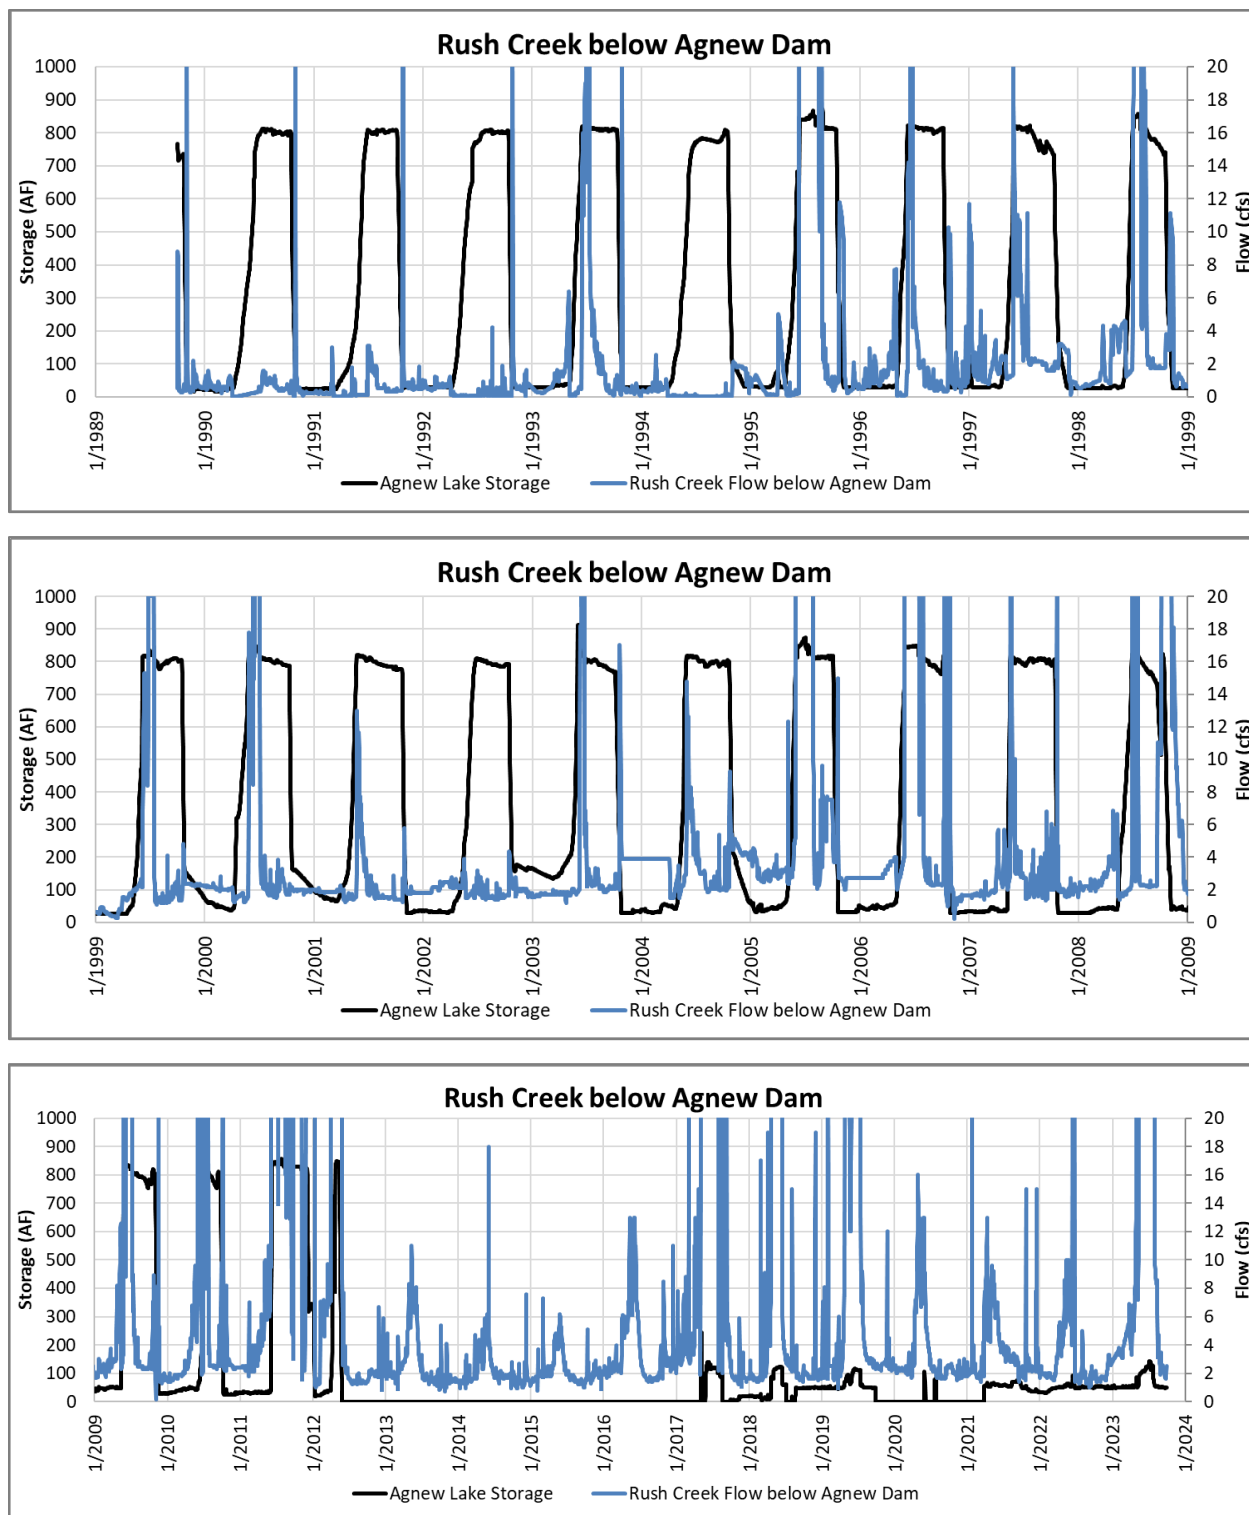 Rush Creek below Agnew Dam
1000 20
900 18
800 16
700 14
600 12
500 10
400 8
300 6
200 4
100 2
0 0
Storage (AF)
Flow (cfs)
1/1989 1/1990 1/1991 1/1992 1/1993 1/1994 1/1995 1/1996 1/1997 1/1998 1/1999
Agnew Lake Storage Rush Creek Flow below Agnew Dam
Rush Creek below Agnew Dam
1000 20
900 18
800 16
700 14
600 12
500 10
400 8
300 6
200 4
100 2
0 0
Storage (AF)
Flow (cfs)
1/1999 1/2000 1/2001 1/2002 1/2003 1/2004 1/2005 1/2006 1/2007 1/2008 1/2009
Agnew Lake Storage Rush Creek Flow below Agnew Dam
Rush Creek below Agnew Dam
1000 20
900 18
800 16
700 14
600 12
500 10
400 8
300 6
200 4
100 2
0 0
Storage (AF)
Flow (cfs)
1/2009 1/2010 1/2011 1/2012 1/2013 1/2014 1/2015 1/2016 1/2017 1/2018 1/2019 1/2020 1/2021 1/2022 1/2023 1/2024
Agnew Lake Storage Rush Creek Flow below Agnew Dam